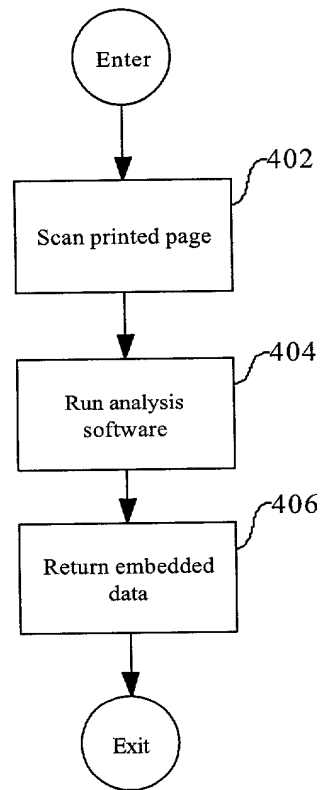 Enter
402
Scan printed page
404
Run analysis
software
406
Return embedded
data
Exit